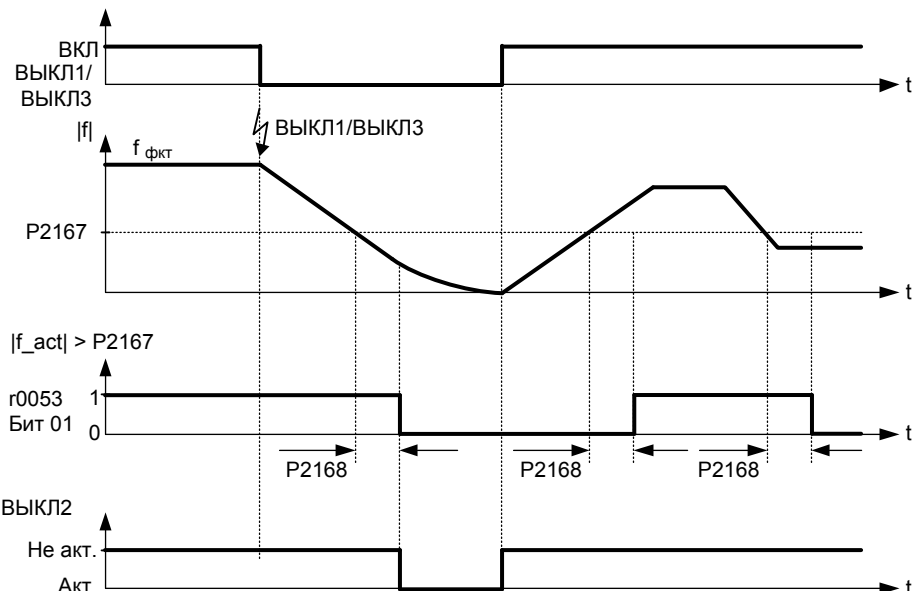 ВКЛ
ВЫКЛ1/
ВЫКЛ3
t
ВЫКЛ1/ВЫКЛ3
|f|
f фкт
P2167
t
|f_act| > P2167
r0053 1
Бит 01
0
t
P2168
P2168
P2168
ВЫКЛ2
Не акт.
Акт
t